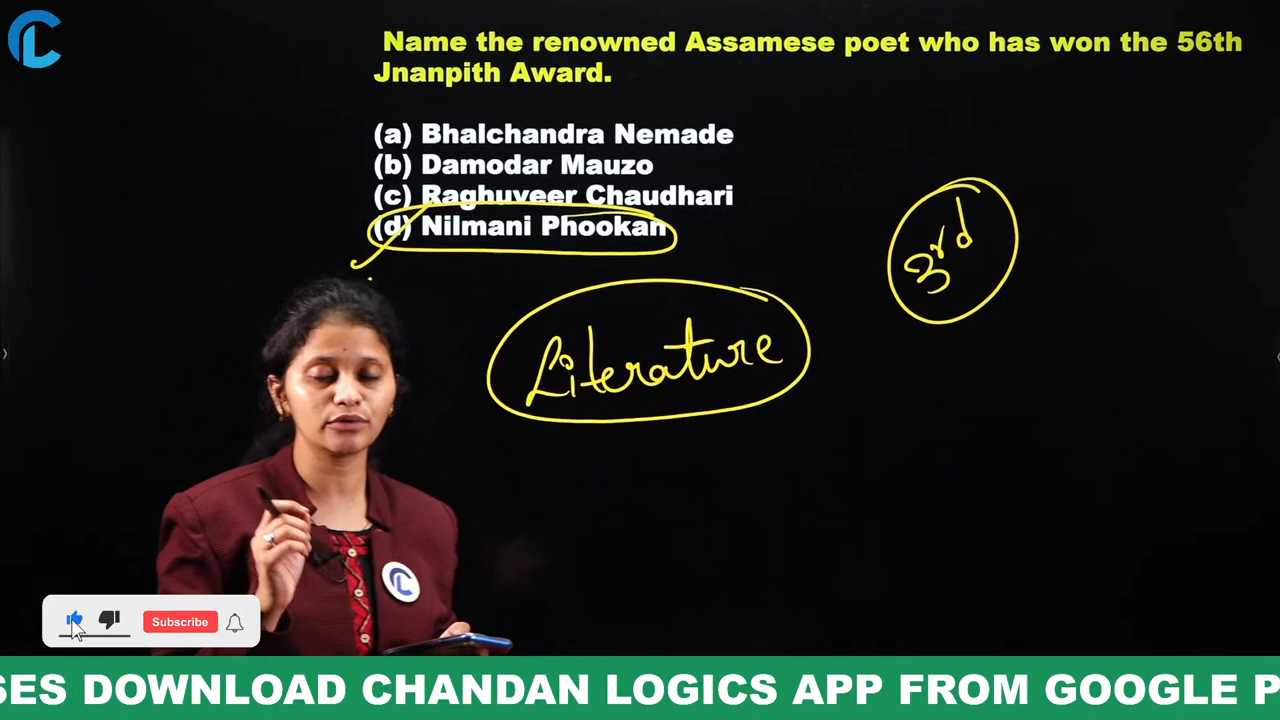 Name the renowned Assamese poet who has won the 56th
Jnanpith Award.
(a) Bhalchandra Nemade
(b) Damodar Mauzo
(c) Raghuveer Chaudhari
(d) Nilmani Phookan
3rd
Literature
Subscribe
SES DOWNLOAD CHANDAN LOGICS APP FROM GOOGLE P